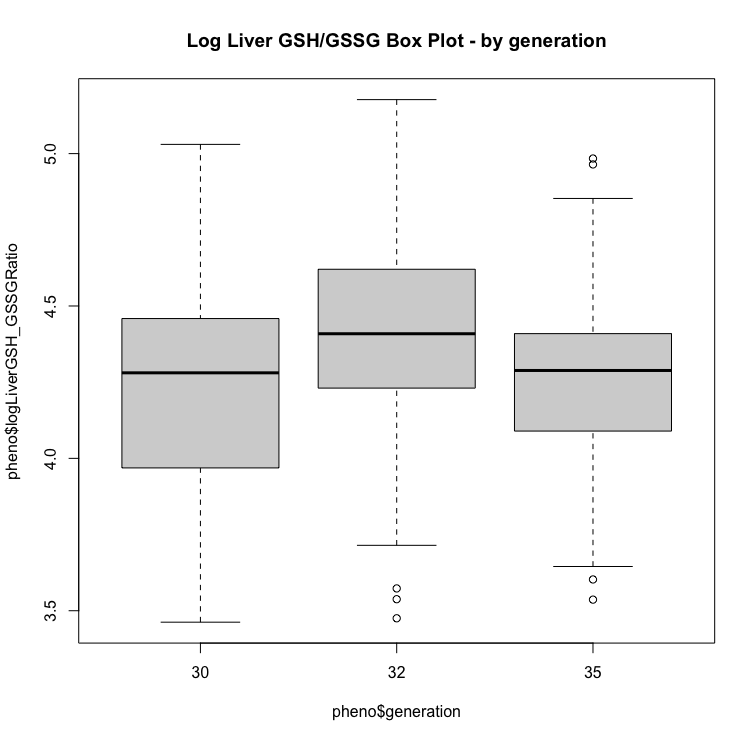 Log Liver GSH/GSSG Box Plot - by generation
pheno$logLiverGSH_GSSGRatio
5.0
4.5
4.0
3.5
30 32 35
pheno$generation